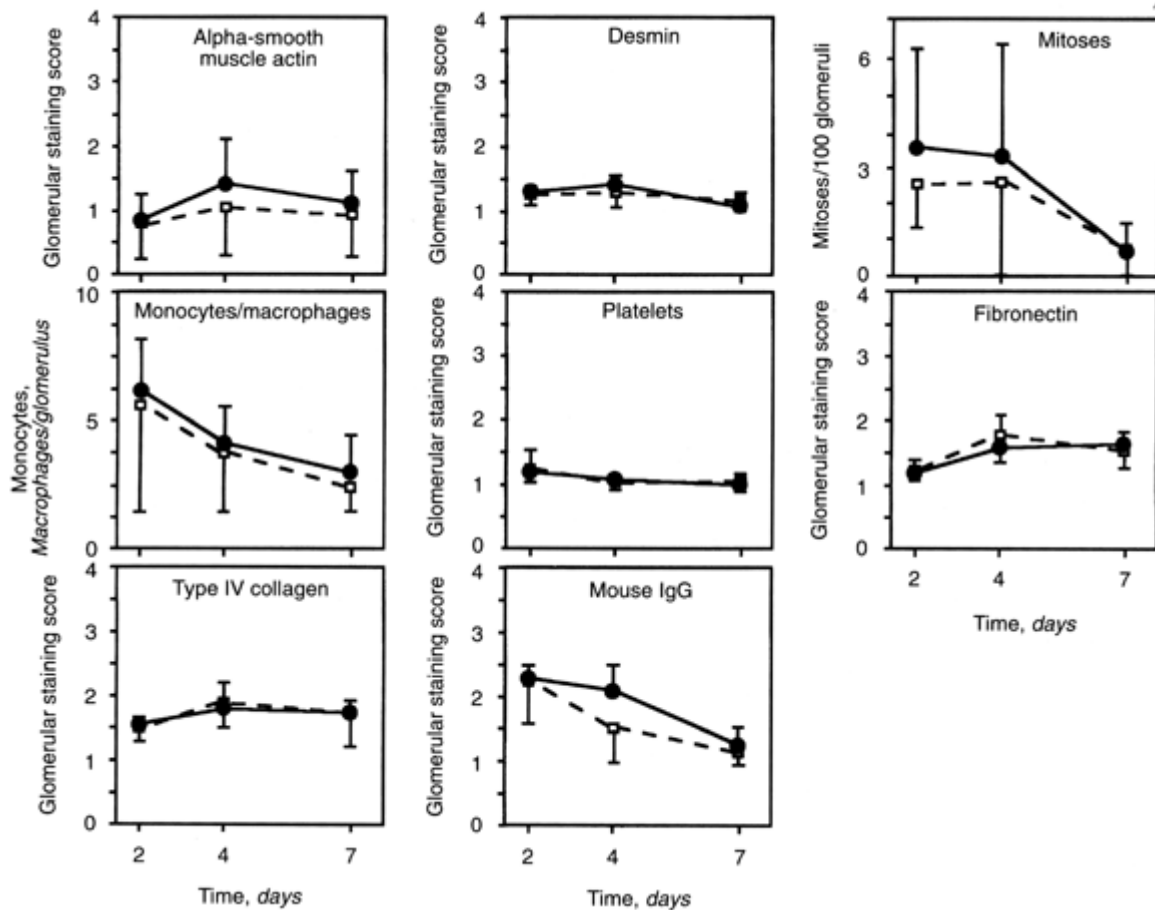 Glomerular staining score
4
3
2
1
0
Alpha-smooth
muscle actin
Glomerular staining score
4
3
2
1
0
Desmin
Mitoses/100 glomeruli
6
3
0
Mitoses
Monocytes,
Macrophages/glomerulus
10
5
0
Monocytes/macrophages
Glomerular staining score
4
3
2
1
0
Platelets
Glomerular staining score
4
3
2
1
0
Fibronectin
2 4 7
Time, days
Glomerular staining score
4
3
2
1
0
Type IV collagen
2 4 7
Time, days
Glomerular staining score
4
3
2
1
0
Mouse IgG
2 4 7
Time, days